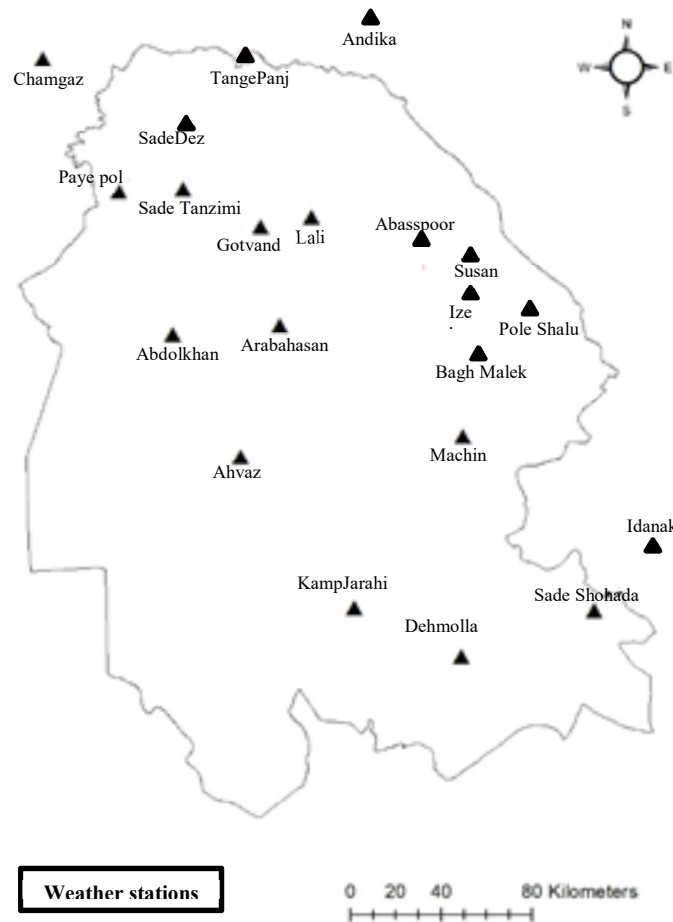 Andika
N
Chamgaz
TangePanj
W
E
S
SadeDez
Paye pol
Sade Tanzimi
Abasspoor
Gotvand
Lali
Susan
Ize
Pole Shalu
Abdolkhan
Arabahasan
Bagh Malek
Machin
Ahvaz
Idanak
KampJarahi
Sade Shohada
Dehmolla
Weather stations
0 20 40 80 Kilometers